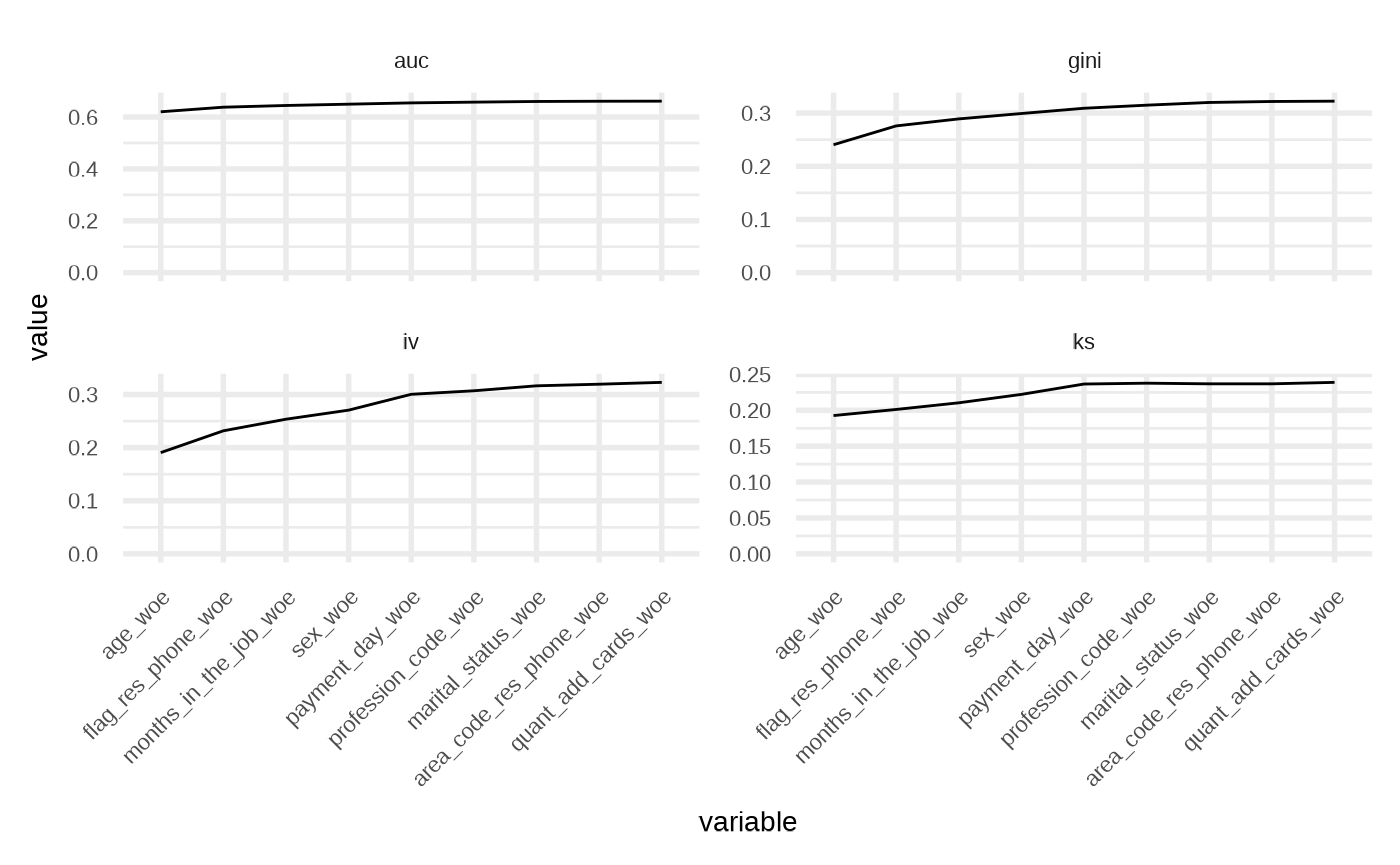 auc
gini
0.6
0.4
0.2
0.0
0.3
0.2
0.1
0.0
value
iv
ks
0.3
0.2
0.1
0.0
0.25
0.20
0.15
0.10
0.05
0.00
age_woe
flag_res_phone_woe
months_in_the_job_woe
sex_woe
payment_day_woe
profession_code_woe
marital_status_woe
area_code_res_phone_woe
quant_add_cards_woe
age_woe
flag_res_phone_woe
months_in_the_job_woe
sex_woe
payment_day_woe
profession_code_woe
marital_status_woe
area_code_res_phone_woe
quant_add_cards_woe
variable